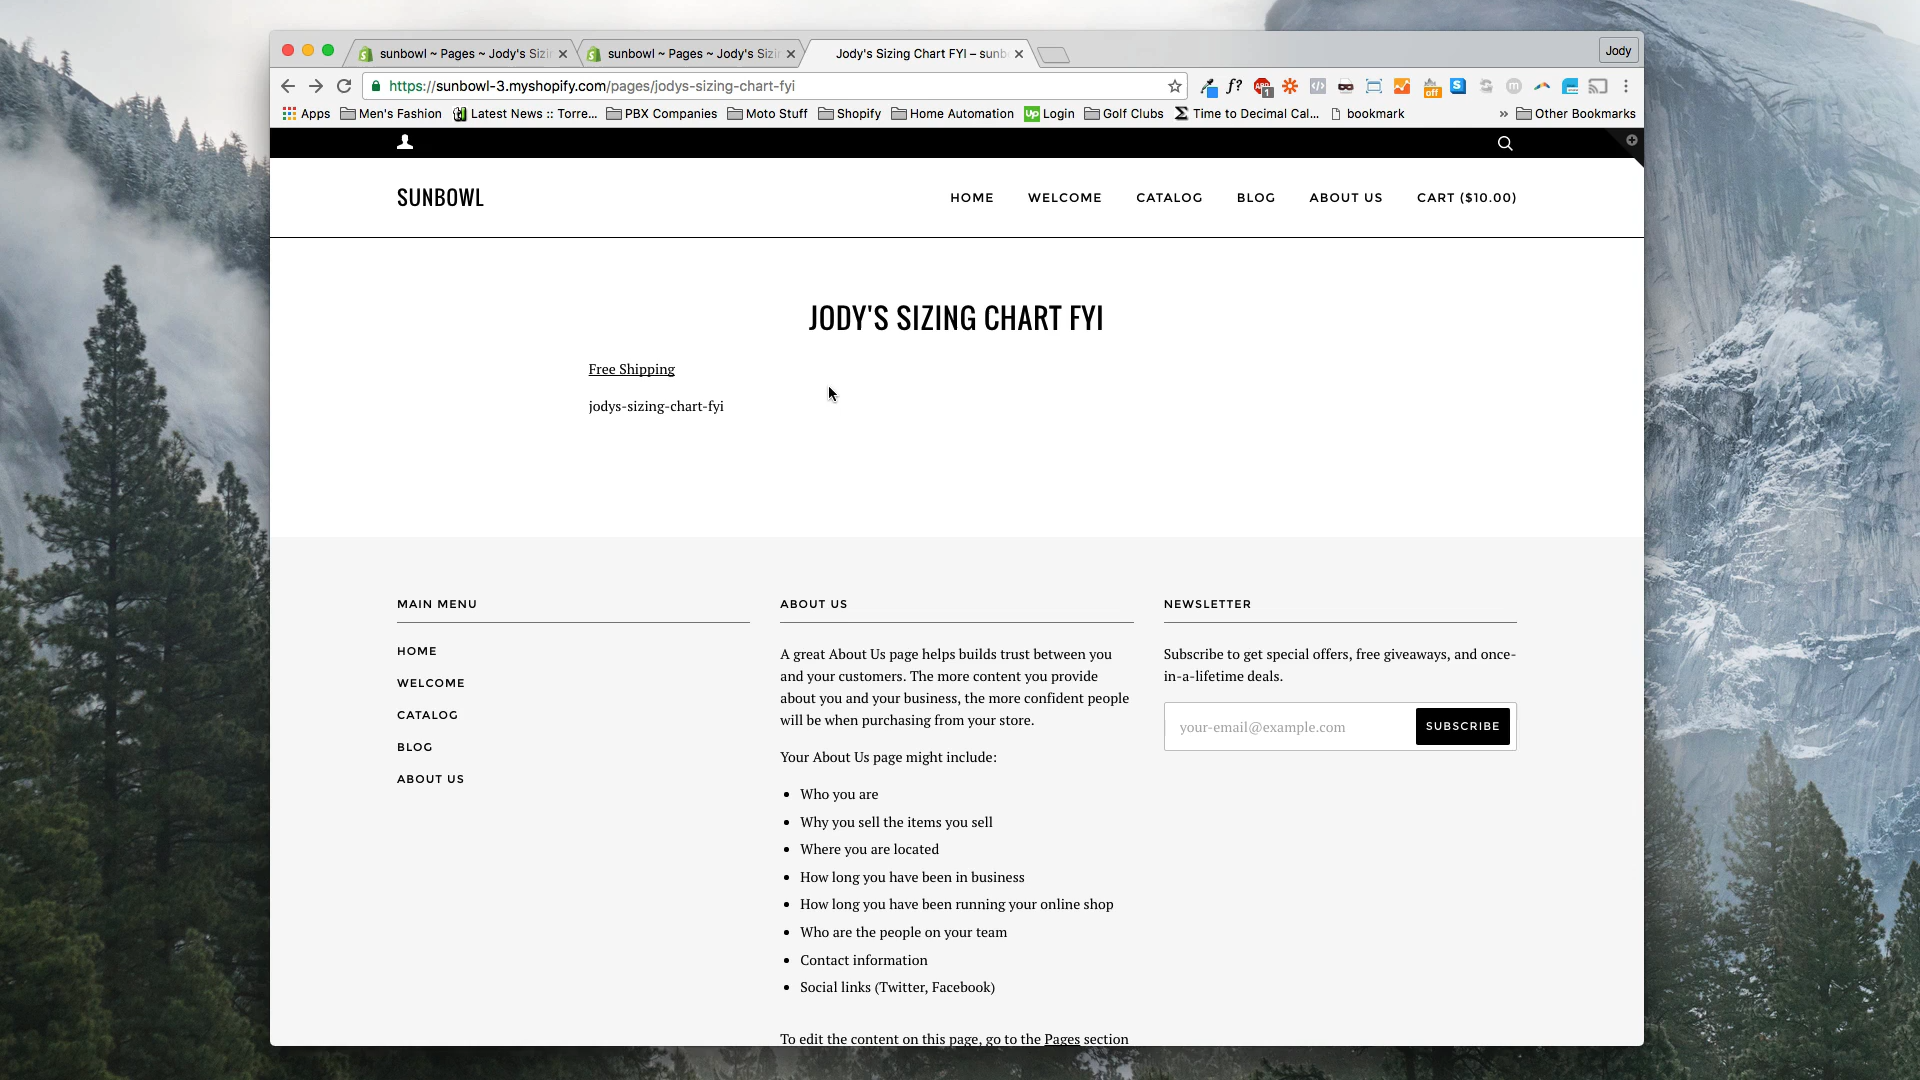 sunbowl ~ Pages ~ Jody's Sizin
sunbowl ~ Pages ~ Jody's Sizin
Jody's Sizing Chart FYI – sunb
Jody
https://sunbowl-3.myshopify.com/pages/jodys-sizing-chart-fyi
f?
1
off
Apps
Men's Fashion
Latest News :: Torre...
PBX Companies
Moto Stuff
Shopify
Home Automation
Up Login
Golf Clubs
Time to Decimal Cal...
bookmark
»
Other Bookmarks
SUNBOWL
HOME
WELCOME
CATALOG
BLOG
ABOUT US
CART ($10.00)
JODY'S SIZING CHART FYI
Free Shipping
jodys-sizing-chart-fyi
MAIN MENU
HOME
WELCOME
CATALOG
BLOG
ABOUT US
ABOUT US
A great About Us page helps builds trust between you
and your customers. The more content you provide
about you and your business, the more confident people
will be when purchasing from your store.
Your About Us page might include:
Who you are
Why you sell the items you sell
Where you are located
How long you have been in business
How long you have been running your online shop
Who are the people on your team
Contact information
Social links (Twitter, Facebook)
To edit the content on this page, go to the Pages section
NEWSLETTER
Subscribe to get special offers, free giveaways, and once-
in-a-lifetime deals.
your-email@example.com
SUBSCRIBE